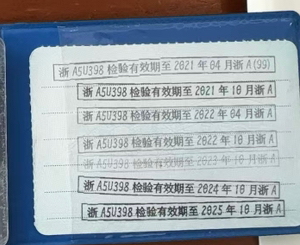 浙 A5U398 检验有效期至 2021 年 04 月浙 A (99)
浙 A5U398 检验有效期至 2021 年 10 月浙 A
浙 A5U398 检验有效期至 2022 年 04 月浙 A
浙 A5U398 检验有效期至 2022 年 10 月浙 A
浙 A5U398 检验有效期至 2023 年 10 月浙 A
浙 A5U398 检验有效期至 2024 年 10 月浙 A
浙 A5U398 检验有效期至 2025 年 10 月浙 A